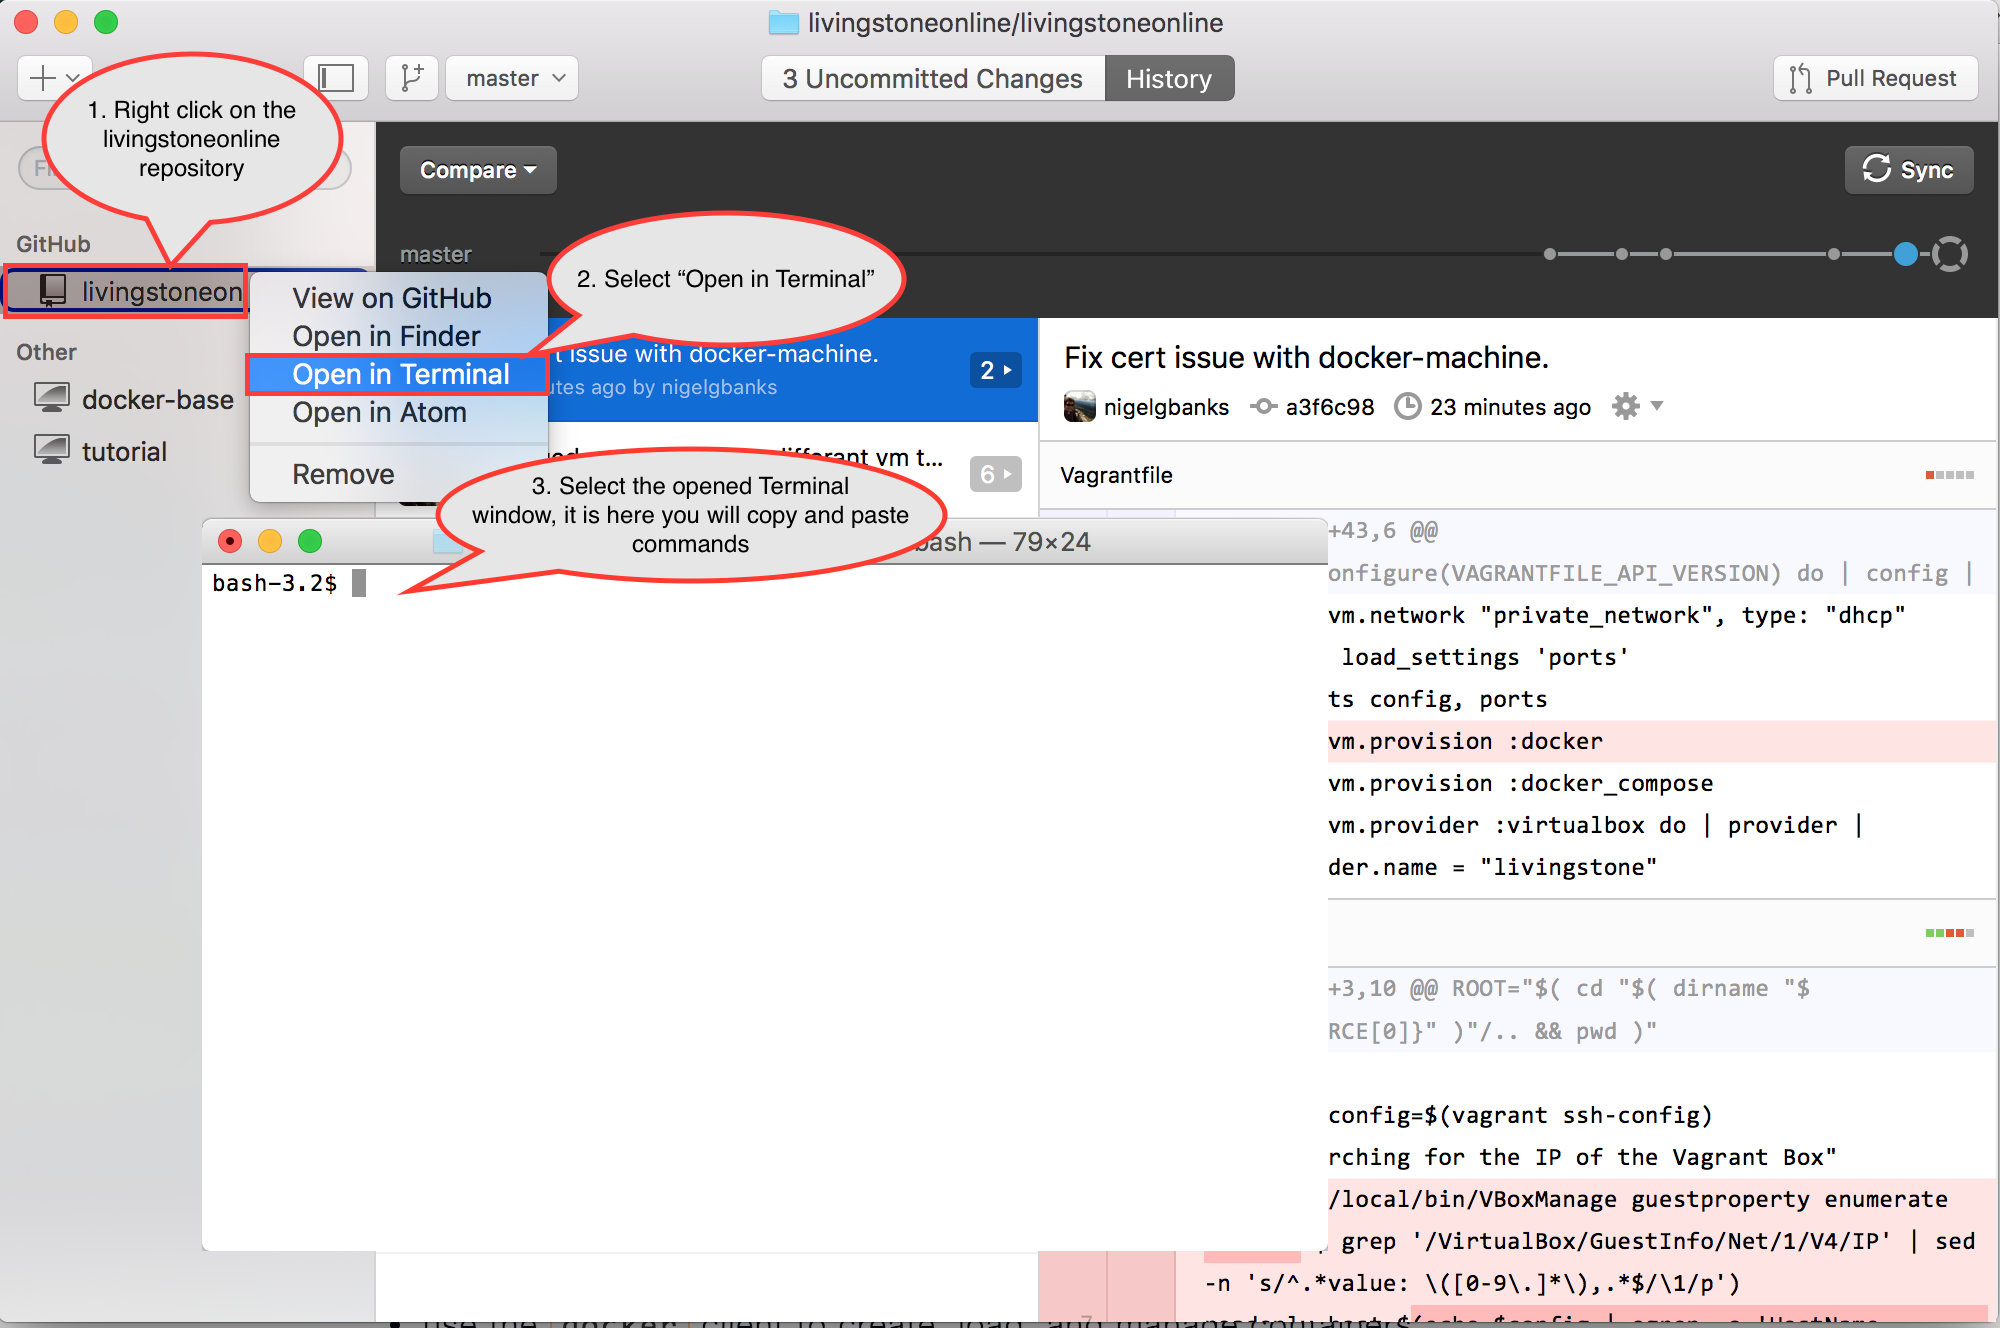 livingstoneonline/livingstoneonline
master
3 Uncommitted Changes
History
Pull Request
1. Right click on the
livingstoneonline
repository
Compare
Sync
GitHub
master
livingstoneon
2. Select “Open in Terminal”
View on GitHub
Open in Finder
Open in Terminal
Open in Atom
Remove
Other
docker-base
tutorial
t issue with docker-machine.
utes ago by nigelgbanks
2
differant vm t...
6
Fix cert issue with docker-machine.
nigelgbanks
a3f6c98
23 minutes ago
Vagrantfile
3. Select the opened Terminal
window, it is here you will copy and paste
commands
bash — 79×24
bash-3.2$
+43,6 @@
onfigure(VAGRANTFILE_API_VERSION) do | config |
vm.network "private_network", type: "dhcp"
load_settings 'ports'
ts config, ports
vm.provision :docker
vm.provision :docker_compose
vm.provider :virtualbox do | provider |
der.name = "livingstone"
+3,10 @@ ROOT="$( cd "$( dirname "$
RCE[0]}" )"/.. && pwd )"
config=$(vagrant ssh-config)
rching for the IP of the Vagrant Box"
/local/bin/VBoxManage guestproperty enumerate
grep '/VirtualBox/GuestInfo/Net/1/V4/IP' | sed
-n 's/^.*value: \([0-9\.]*\),.*$/\1/p')